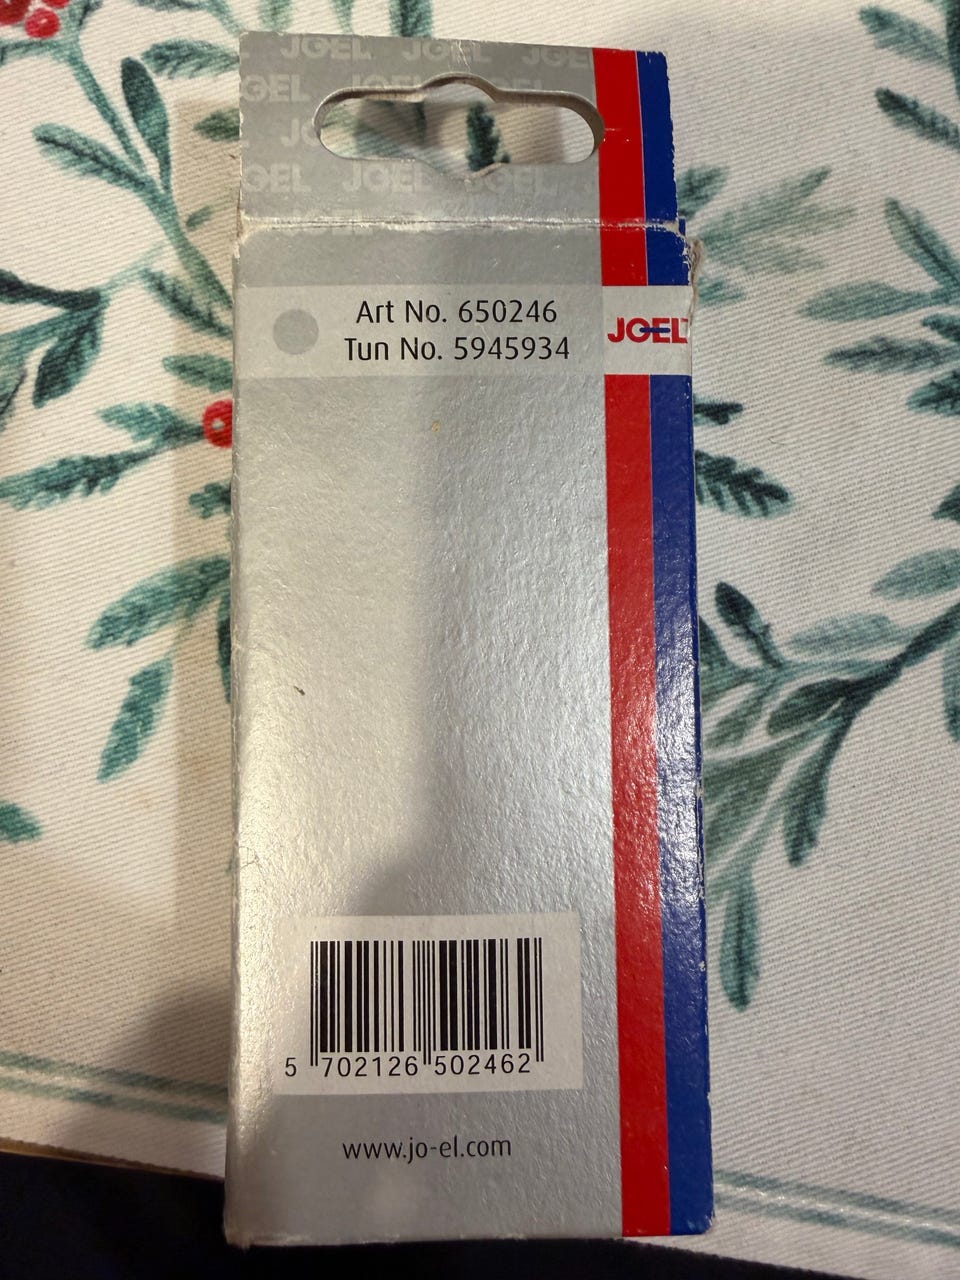 JOEL JOEL JOEL
JOEL JOEL
JOEL JOEL JOEL
Art No. 650246
Tun No. 5945934
JOEL
5 702126 502462
www.jo-el.com